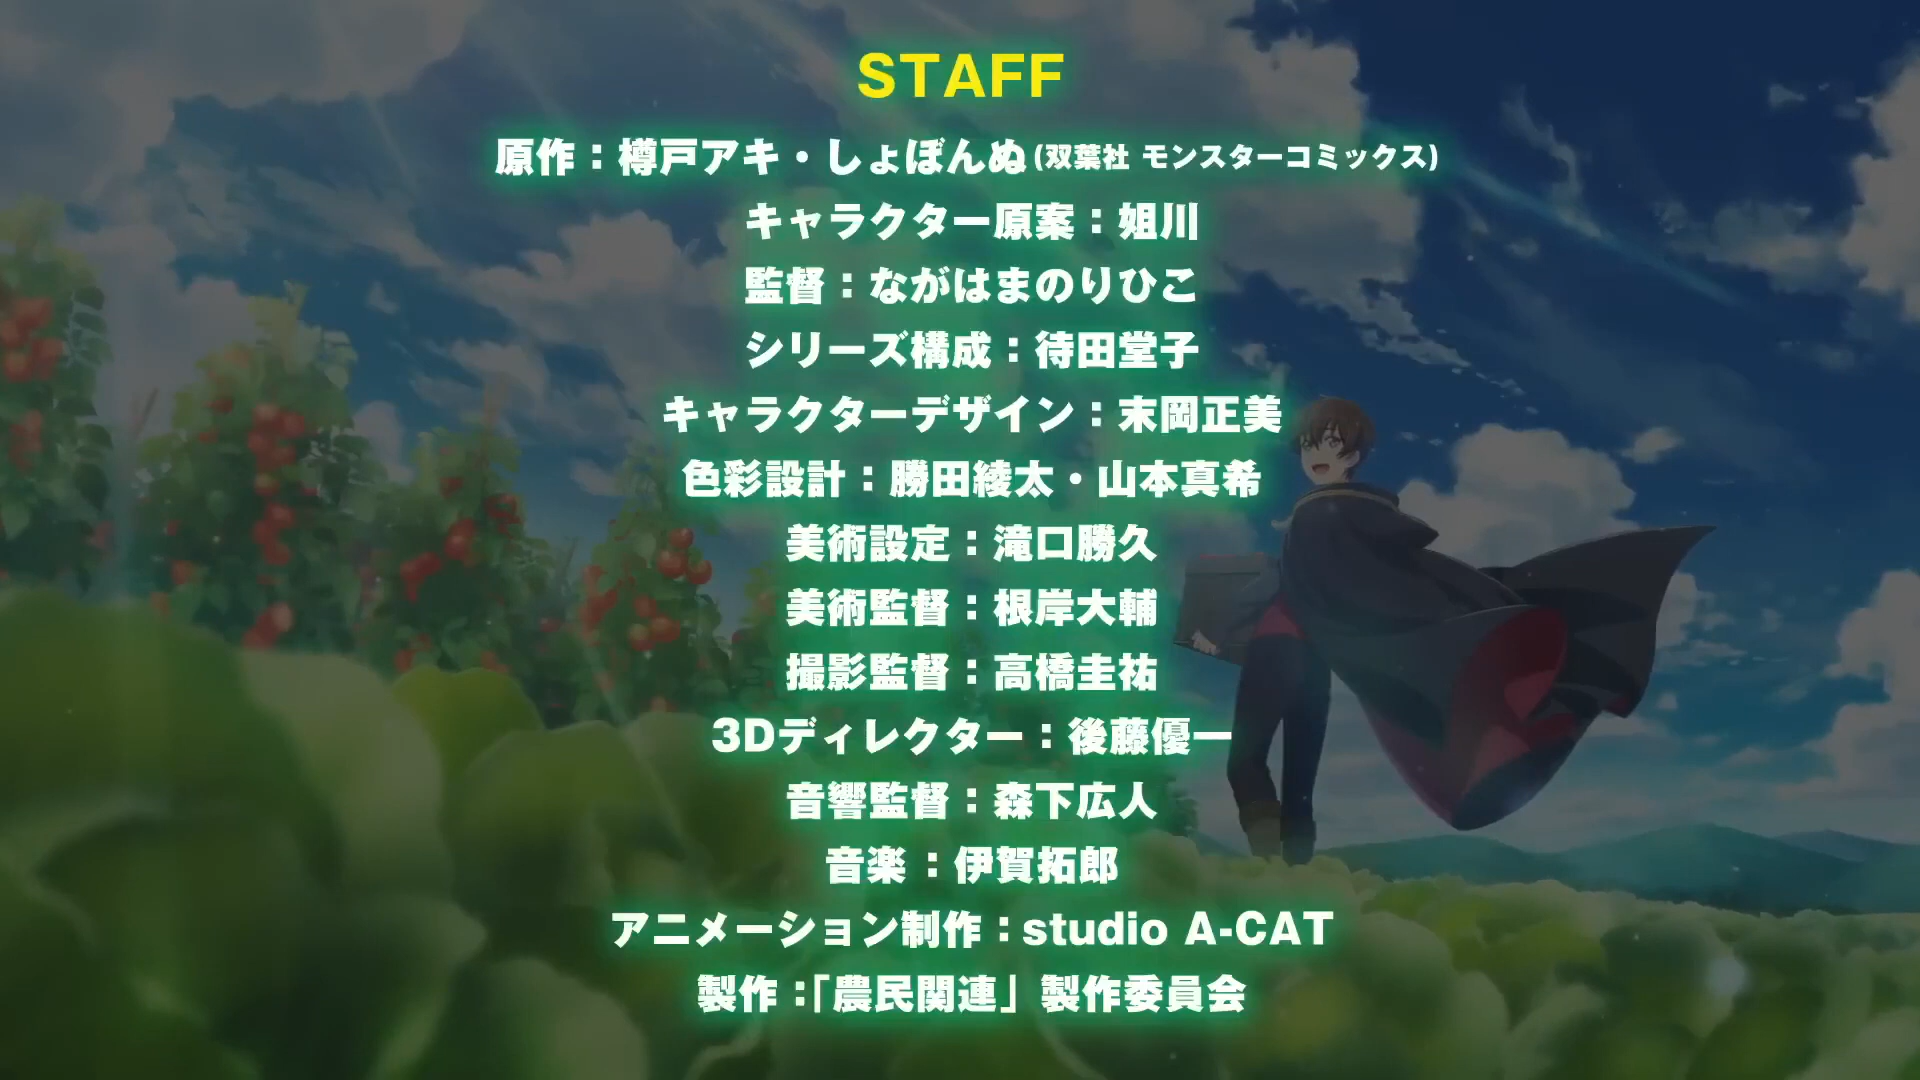 STAFF
原作：樽戸アキ・しょぼんぬ(双葉社 モンスターコミックス)
キャラクター原案：姐川
監督：ながはまのりひこ
シリーズ構成：待田堂子
キャラクターデザイン：末岡正美
色彩設計：勝田綾太・山本真希
美術設定：滝口勝久
美術監督：根岸大輔
撮影監督：高橋圭祐
3Dディレクター：後藤優一
音響監督：森下広人
音楽：伊賀拓郎
アニメーション制作：studio A-CAT
製作：「農民関連」製作委員会